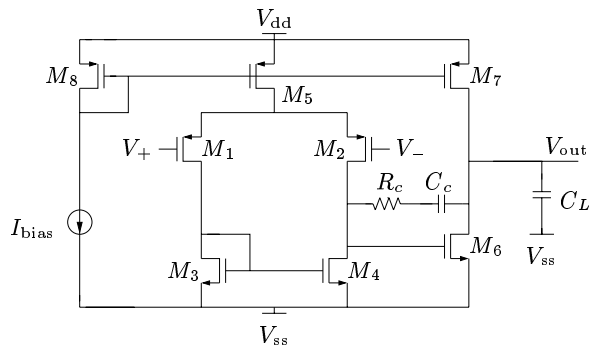 V_dd
M_8
M_5
M_7
V_+
M_1
M_2
V_−
V_out
R_c
C_c
C_L
I_bias
M_3
M_4
M_6
V_ss
V_ss